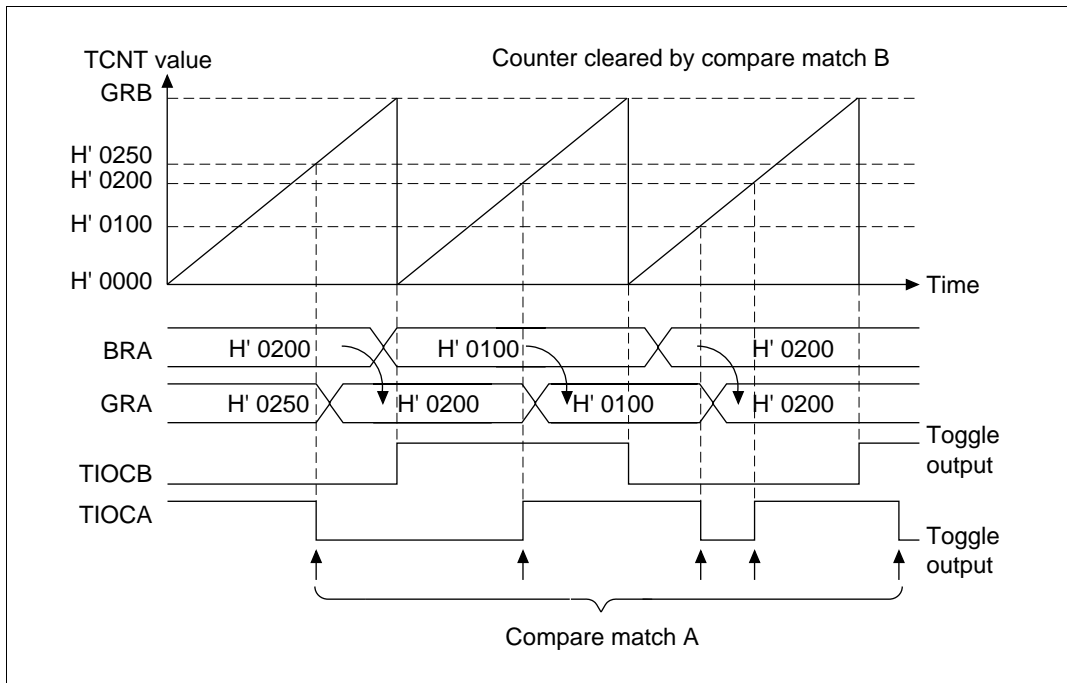 TCNT value
Counter cleared by compare match B
GRB
H' 0250
H' 0200
H' 0100
H' 0000
Time
BRA
H' 0200
H' 0100
H' 0200
GRA
H' 0250
H' 0200
H' 0100
H' 0200
TIOCB
Toggle
output
TIOCA
Toggle
output
Compare match A